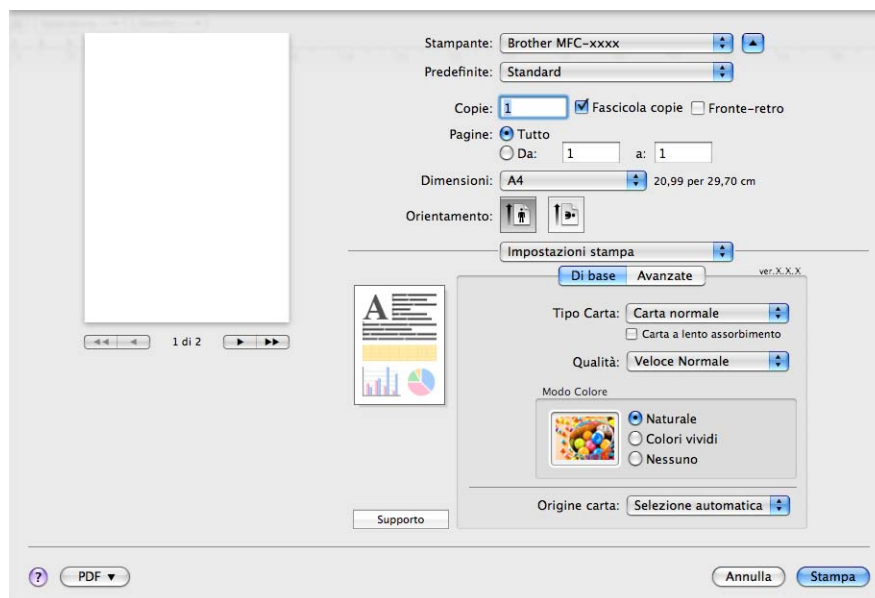 Stampante: Brother MFC-xxxx
Predefinite: Standard
Copie: 1 Fascicola copie Fronte-retro
Pagine: Tutto
Da: 1 a: 1
Dimensioni: A4 20,99 per 29,70 cm
Orientamento:
Impostazioni stampa
Di base Avanzate ver.X.X.X
Tipo Carta: Carta normale
A
Carta a lento assorbimento
1 di 2
Qualità: Veloce Normale
Modo Colore
Naturale
Colori vividi
Nessuno
Origine carta: Selezione automatica
Supporto
? PDF Annulla Stampa